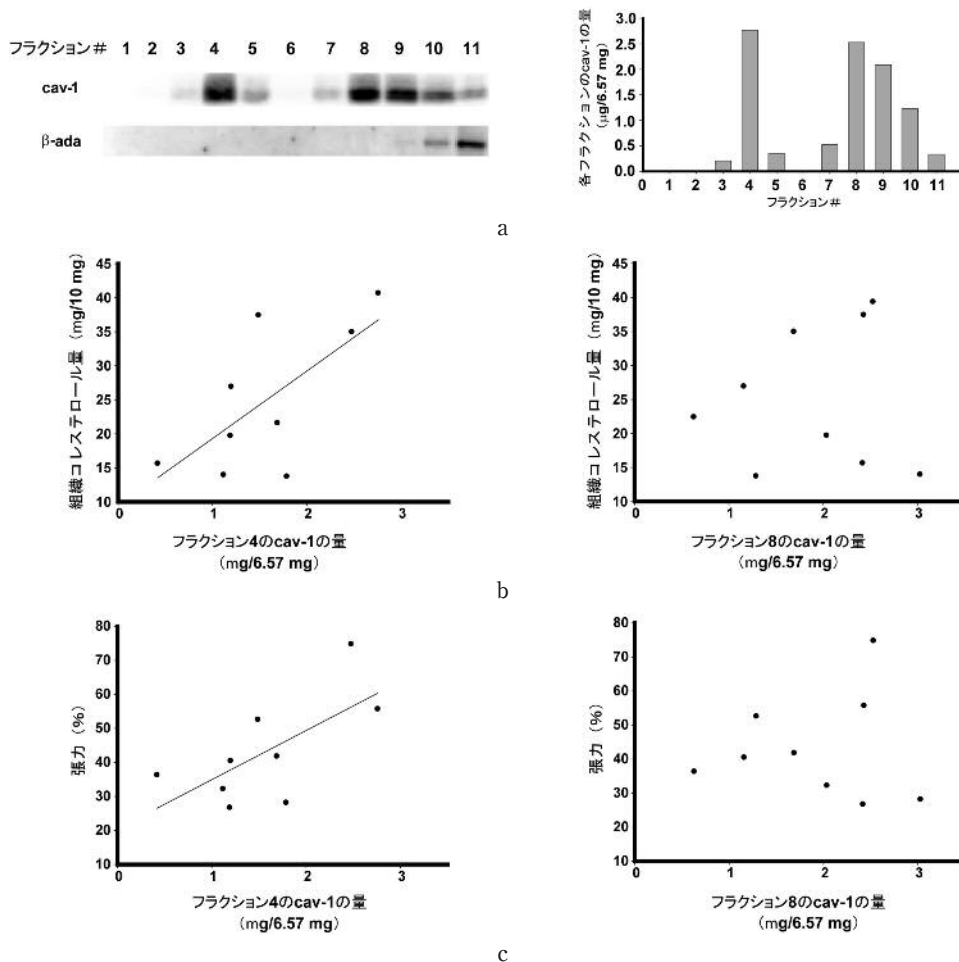 フラクション# 1 2 3 4 5 6 7 8 9 10 11
cav-1
β-ada
各フラクションのcav-1の量
(μg/6.57 mg)
3.0
2.5
2.0
1.5
1.0
0.5
0.0
0 1 2 3 4 5 6 7 8 9 10 11
フラクション#
a
組織コレステロール量 (mg/10 mg)
45
40
35
30
25
20
15
10
0 1 2 3
フラクション4のcav-1の量
(mg/6.57 mg)
組織コレステロール量 (mg/10 mg)
45
40
35
30
25
20
15
10
0 1 2 3
フラクション8のcav-1の量
(mg/6.57 mg)
b
張力 (%)
80
70
60
50
40
30
20
10
0 1 2 3
フラクション4のcav-1の量
(mg/6.57 mg)
張力 (%)
80
70
60
50
40
30
20
10
0 1 2 3
フラクション8のcav-1の量
(mg/6.57 mg)
c